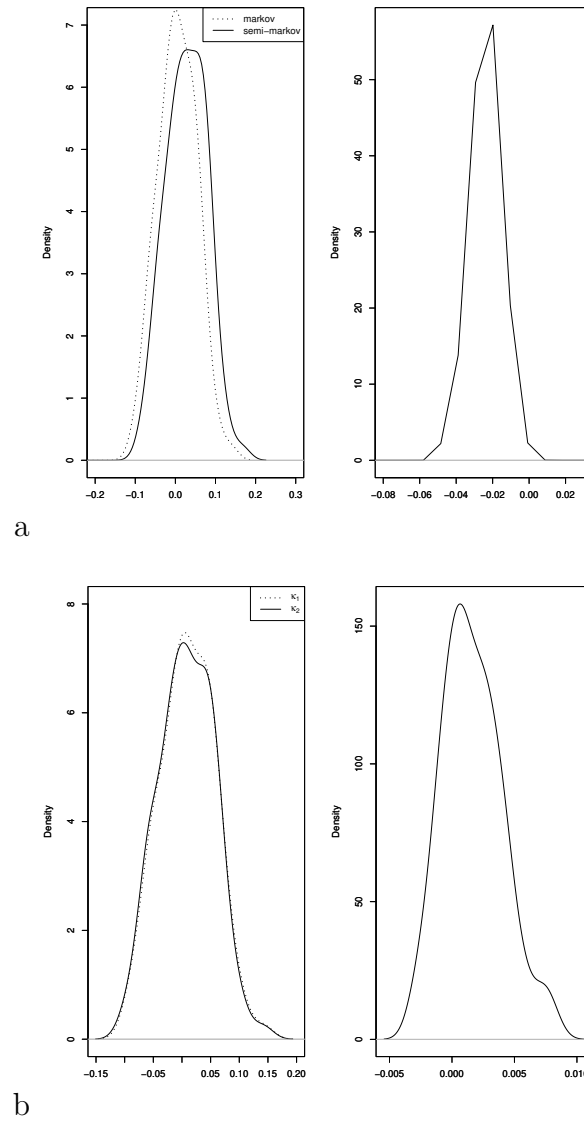 markov
semi−markov
Density
0 1 2 3 4 5 6 7
−0.2 −0.1 0.0 0.1 0.2 0.3
Density
0 10 20 30 40 50
−0.08 −0.06 −0.04 −0.02 0.00 0.02
a
κ1
κ2
Density
0 2 4 6 8
−0.15 −0.05 0.05 0.10 0.15 0.20
Density
0 50 100 150
−0.005 0.000 0.005 0.010
b